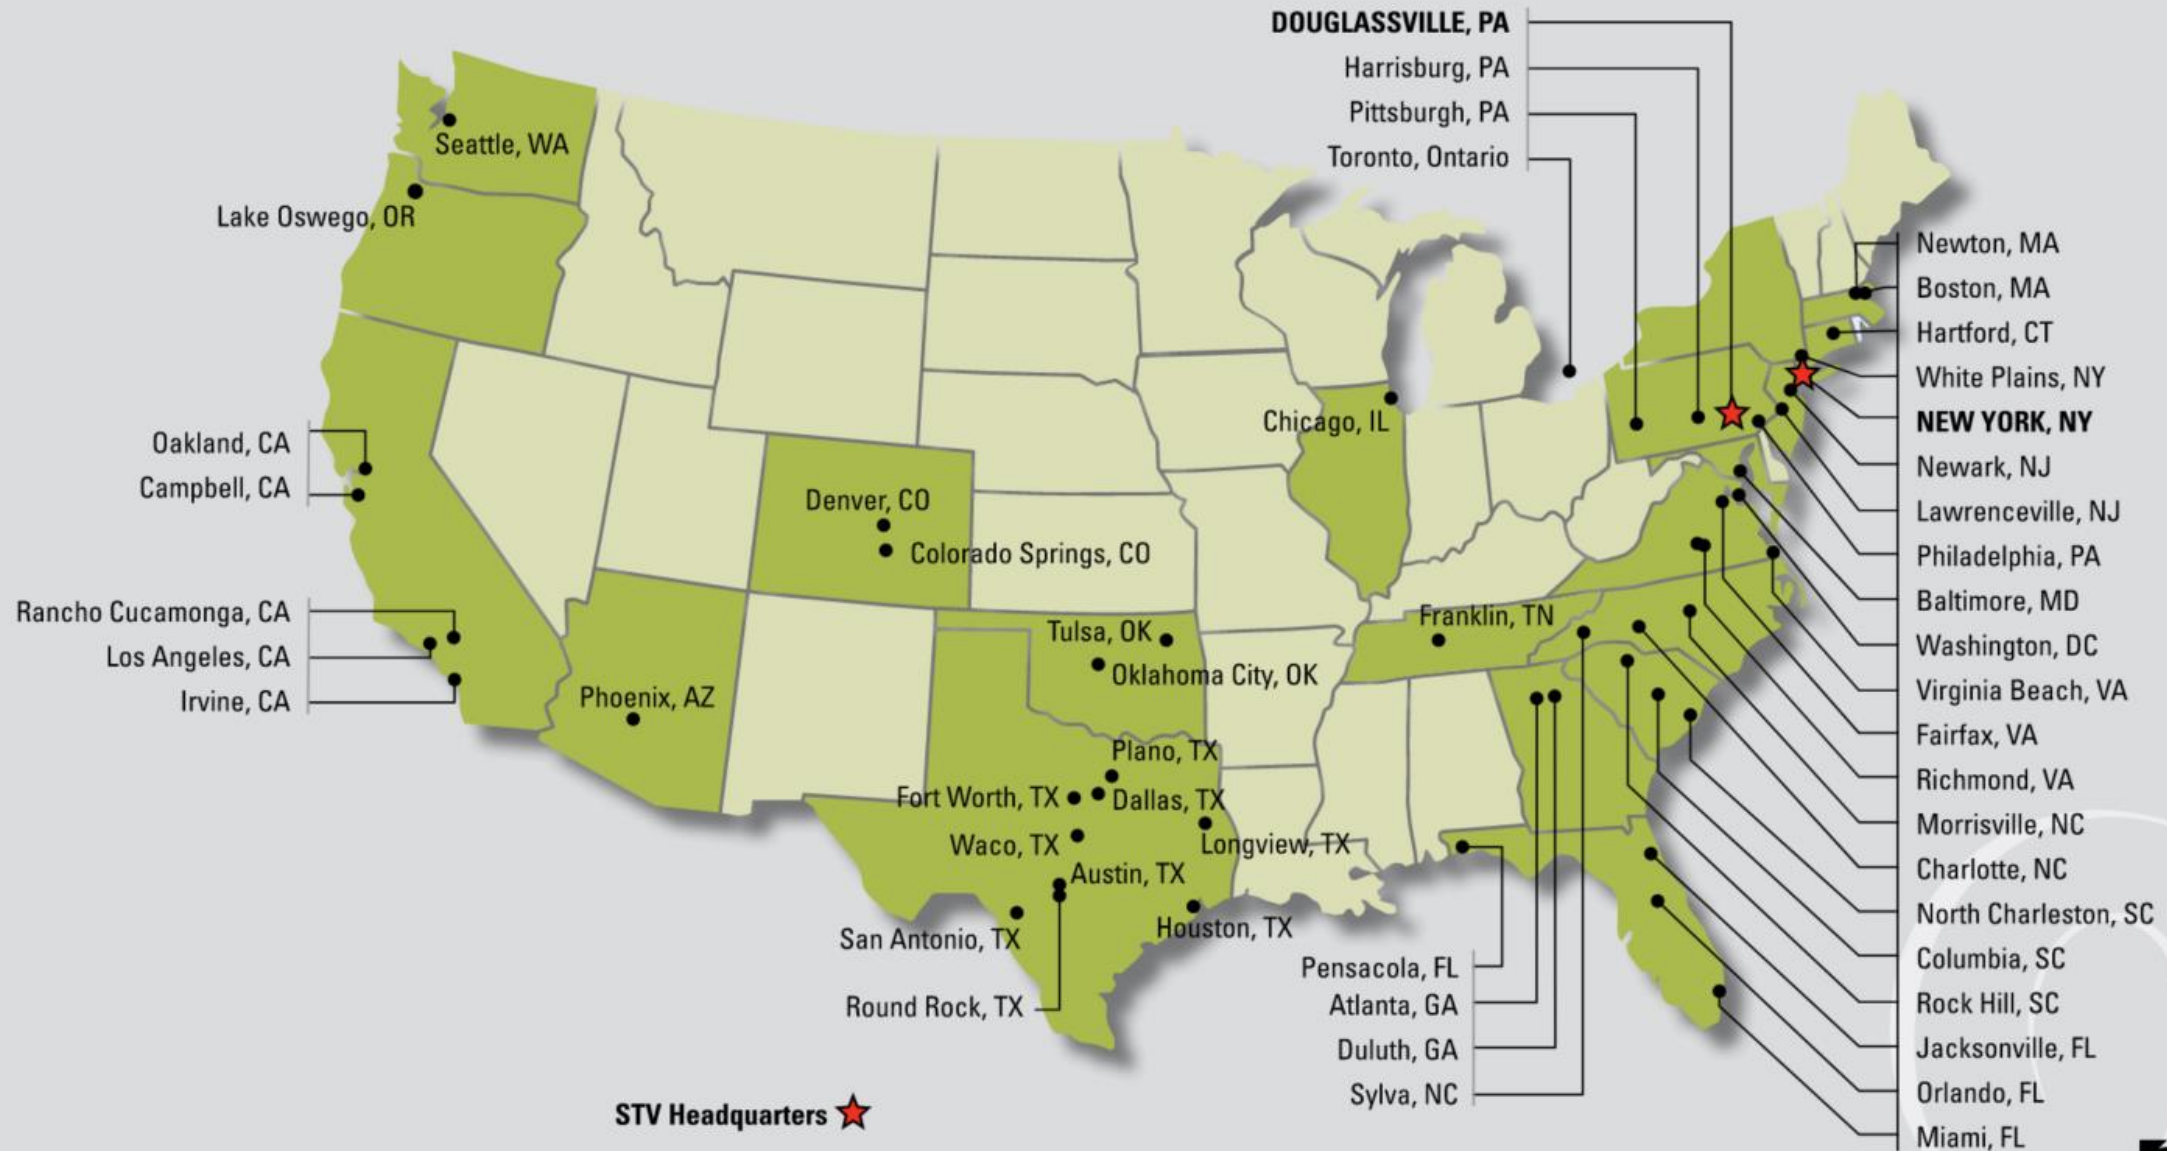 DOUGLASSVILLE, PA
Harrisburg, PA
Pittsburgh, PA
Toronto, Ontario
Seattle, WA
Lake Oswego, OR
Oakland, CA
Campbell, CA
Rancho Cucamonga, CA
Los Angeles, CA
Irvine, CA
Phoenix, AZ
Denver, CO
Colorado Springs, CO
Chicago, IL
Tulsa, OK
Oklahoma City, OK
Franklin, TN
Plano, TX
Fort Worth, TX
Dallas, TX
Waco, TX
Longview, TX
Austin, TX
San Antonio, TX
Houston, TX
Round Rock, TX
Pensacola, FL
Atlanta, GA
Duluth, GA
Sylva, NC
Newton, MA
Boston, MA
Hartford, CT
White Plains, NY
NEW YORK, NY
Newark, NJ
Lawrenceville, NJ
Philadelphia, PA
Baltimore, MD
Washington, DC
Virginia Beach, VA
Fairfax, VA
Richmond, VA
Morrisville, NC
Charlotte, NC
North Charleston, SC
Columbia, SC
Rock Hill, SC
Jacksonville, FL
Orlando, FL
Miami, FL
STV Headquarters